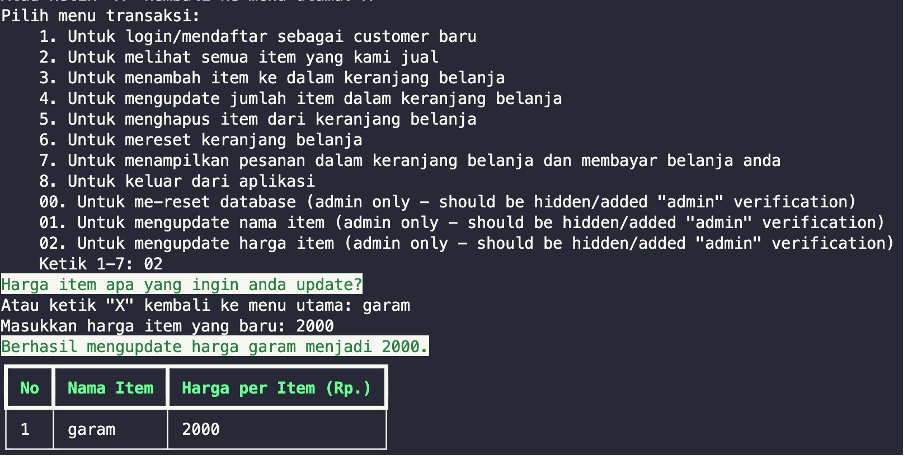 Pilih menu transaksi:
1. Untuk login/mendaftar sebagai customer baru
2. Untuk melihat semua item yang kami jual
3. Untuk menambah item ke dalam keranjang belanja
4. Untuk mengupdate jumlah item dalam keranjang belanja
5. Untuk menghapus item dari keranjang belanja
6. Untuk mereset keranjang belanja
7. Untuk menampilkan pesanan dalam keranjang belanja dan membayar belanja anda
8. Untuk keluar dari aplikasi
00. Untuk me-reset database (admin only - should be hidden/added "admin" verification)
01. Untuk mengupdate nama item (admin only - should be hidden/added "admin" verification)
02. Untuk mengupdate harga item (admin only - should be hidden/added "admin" verification)
Ketik 1-7: 02
Harga item apa yang ingin anda update?
Atau ketik "X" kembali ke menu utama: garam
Masukkan harga item yang baru: 2000
Berhasil mengupdate harga garam menjadi 2000.
No Nama Item Harga per Item (Rp.)
1 garam 2000